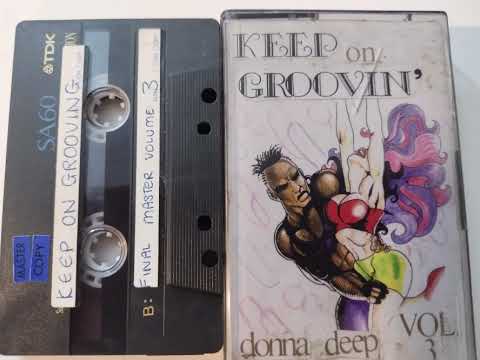 TDK
SA60
MASTER
COPY
KEEP ON GROOVING
B: FINAL MASTER VOLUME 3
KEEP on
GROOVIN'
donna deep
VOL.
3